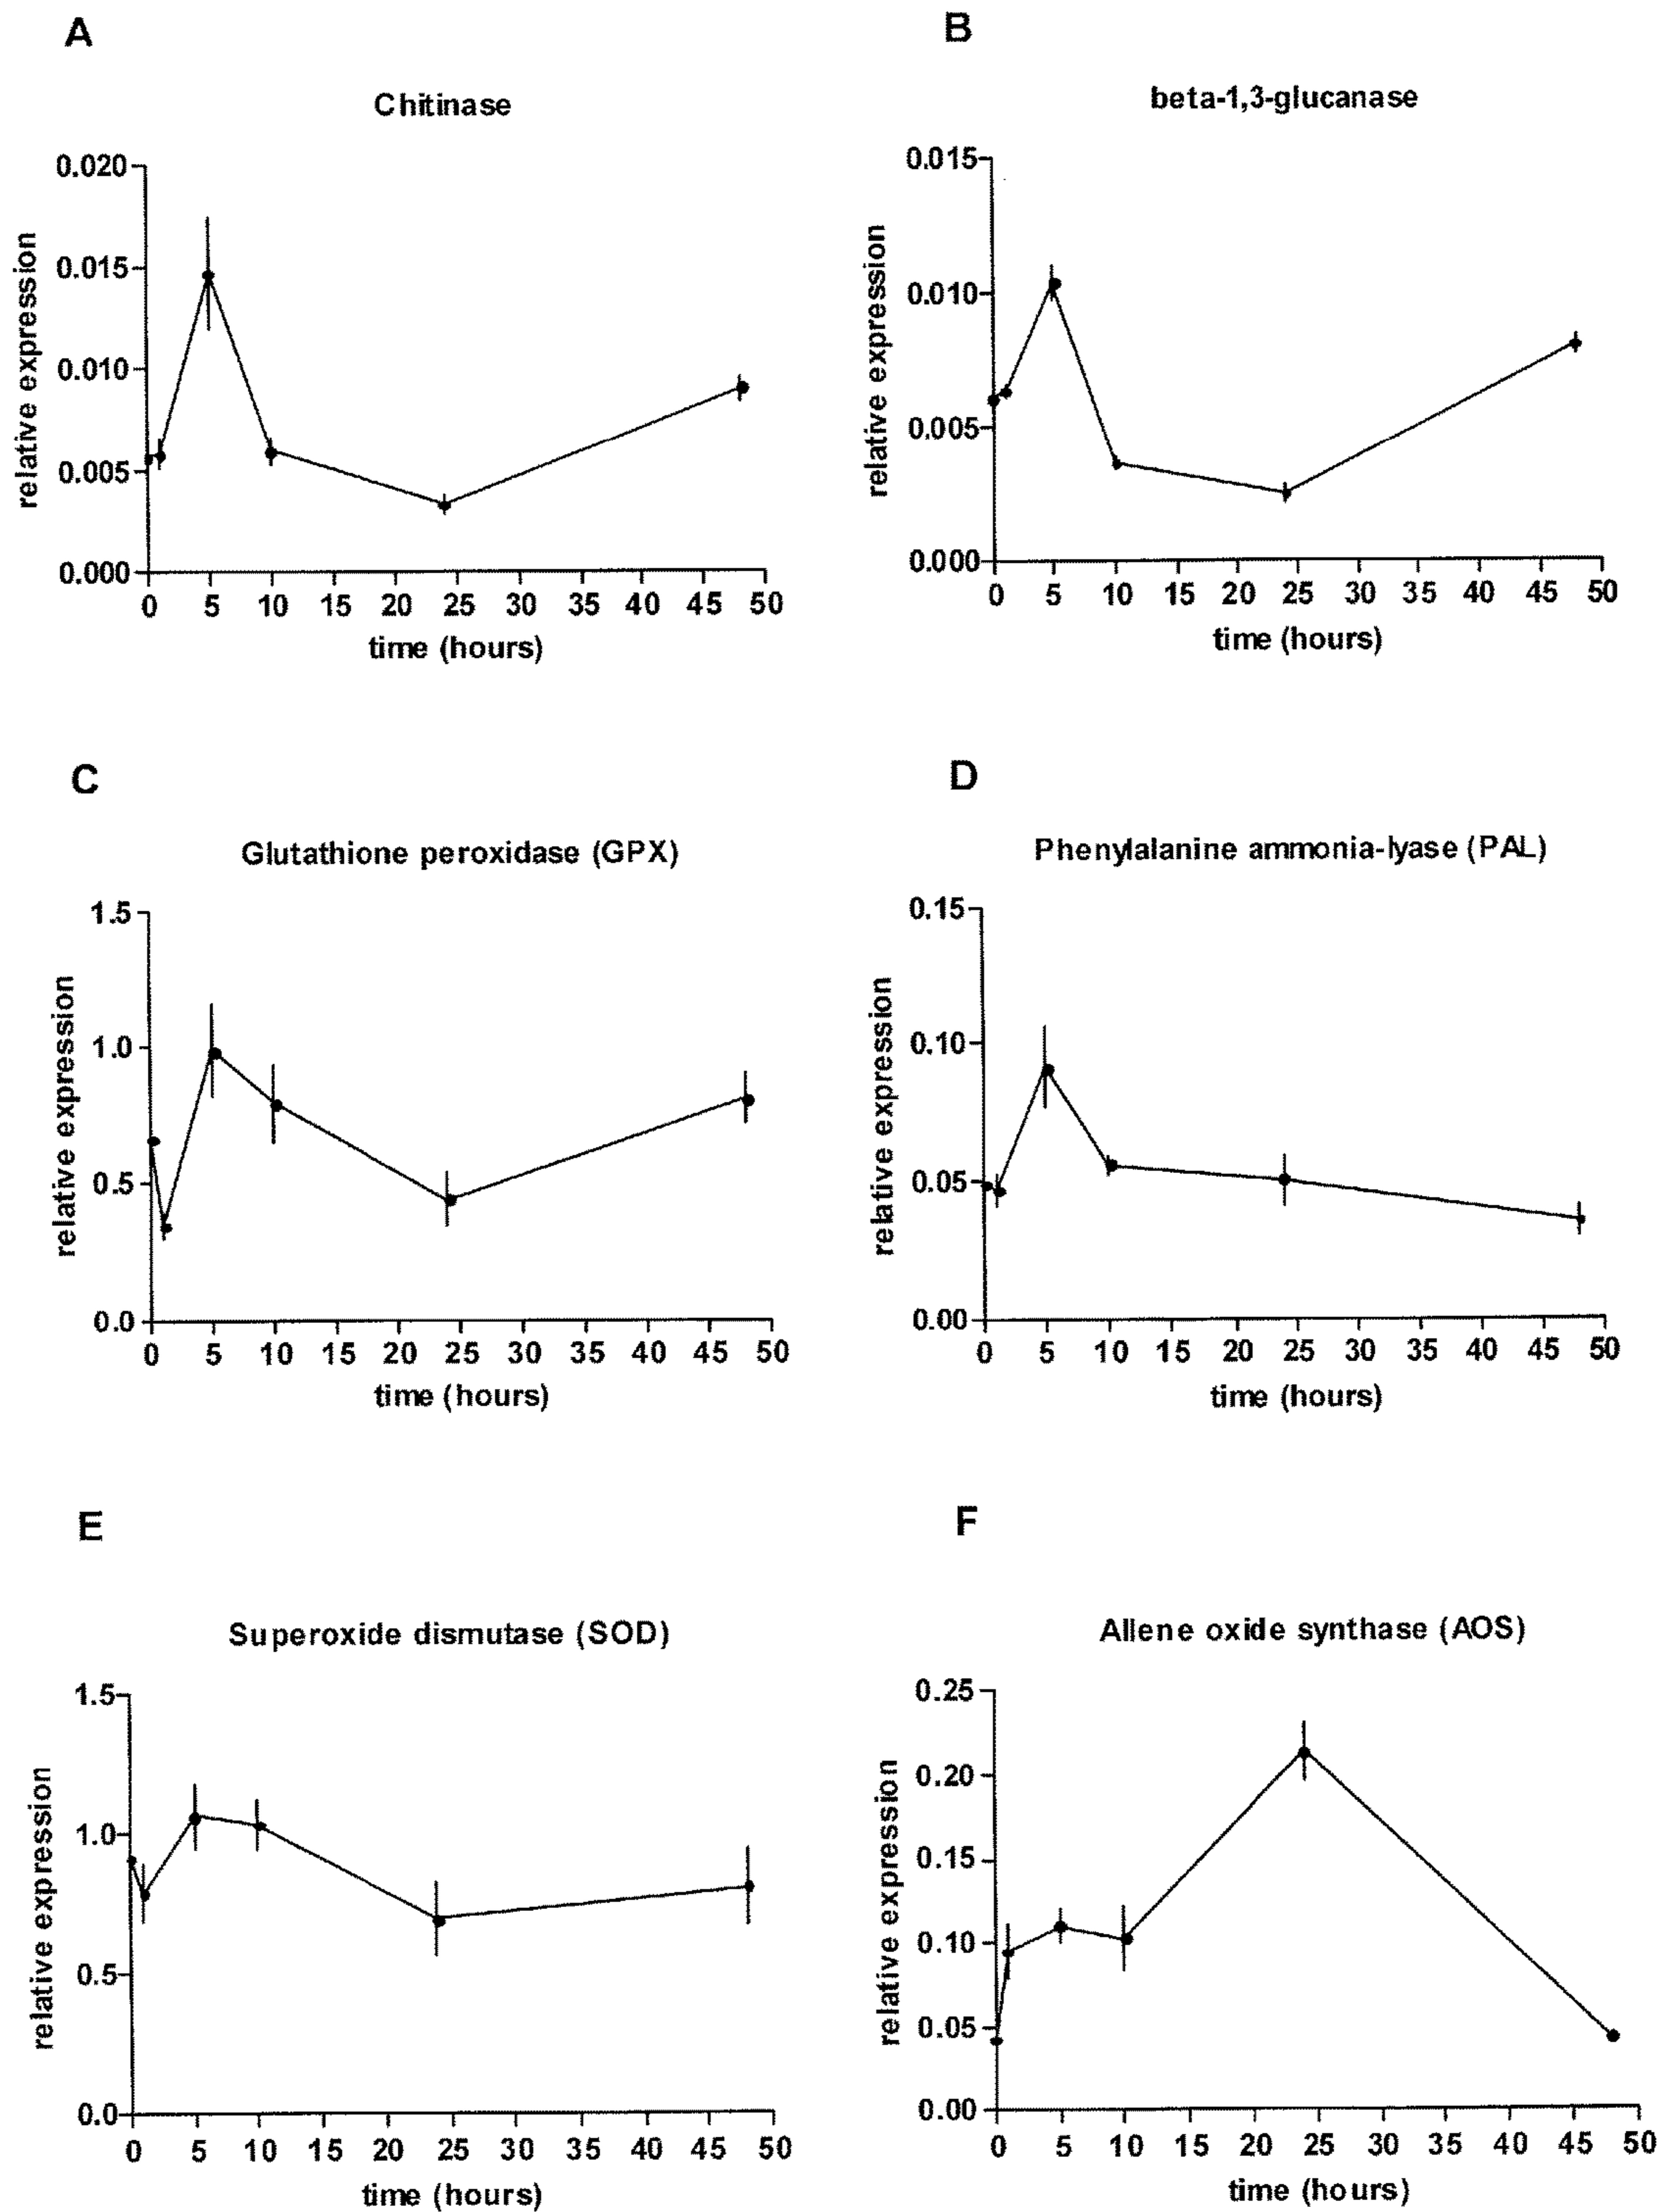 A
Chitinase
relative expression
0.020
0.015
0.010
0.005
0.000
0 5 10 15 20 25 30 35 40 45 50
time (hours)
B
beta-1,3-glucanase
relative expression
0.015
0.010
0.005
0.000
0 5 10 15 20 25 30 35 40 45 50
time (hours)
C
Glutathione peroxidase (GPX)
relative expression
1.5
1.0
0.5
0.0
0 5 10 15 20 25 30 35 40 45 50
time (hours)
D
Phenylalanine ammonia-lyase (PAL)
relative expression
0.15
0.10
0.05
0.00
0 5 10 15 20 25 30 35 40 45 50
time (hours)
E
Superoxide dismutase (SOD)
relative expression
1.5
1.0
0.5
0.0
0 5 10 15 20 25 30 35 40 45 50
time (hours)
F
Allene oxide synthase (AOS)
relative expression
0.25
0.20
0.15
0.10
0.05
0.00
0 5 10 15 20 25 30 35 40 45 50
time (hours)